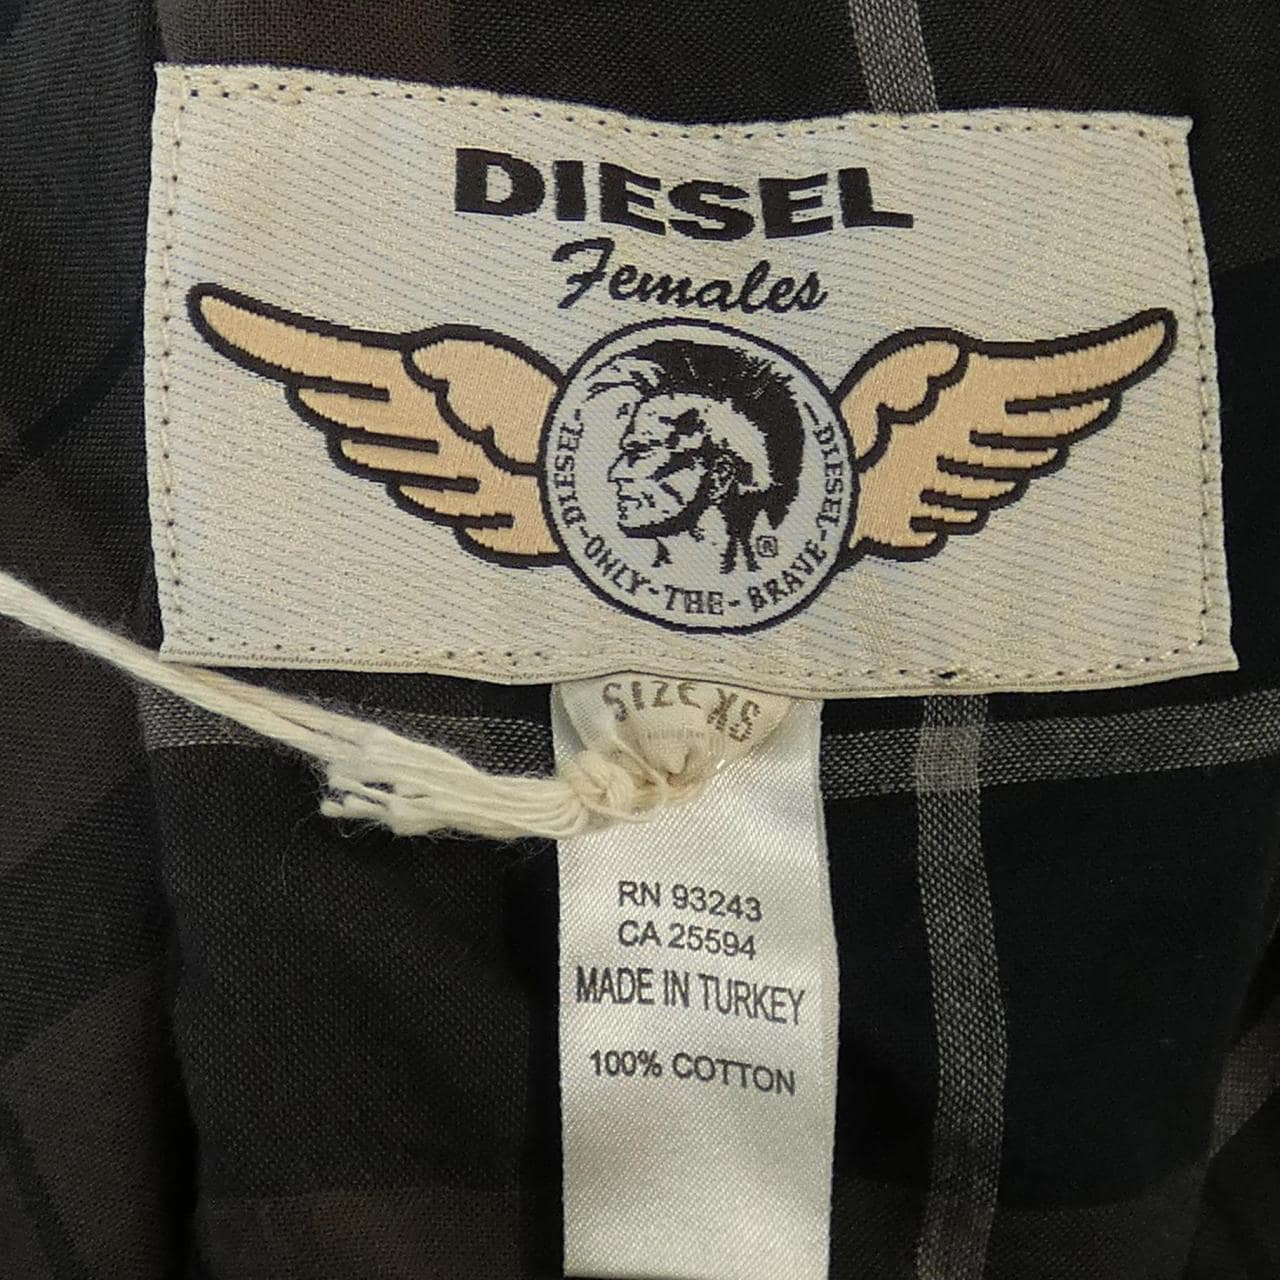 DIESEL
Females
DIESEL-ONLY-THE-BRAVE-DIESEL
®
SIZE XS
RN 93243
CA 25594
MADE IN TURKEY
100% COTTON